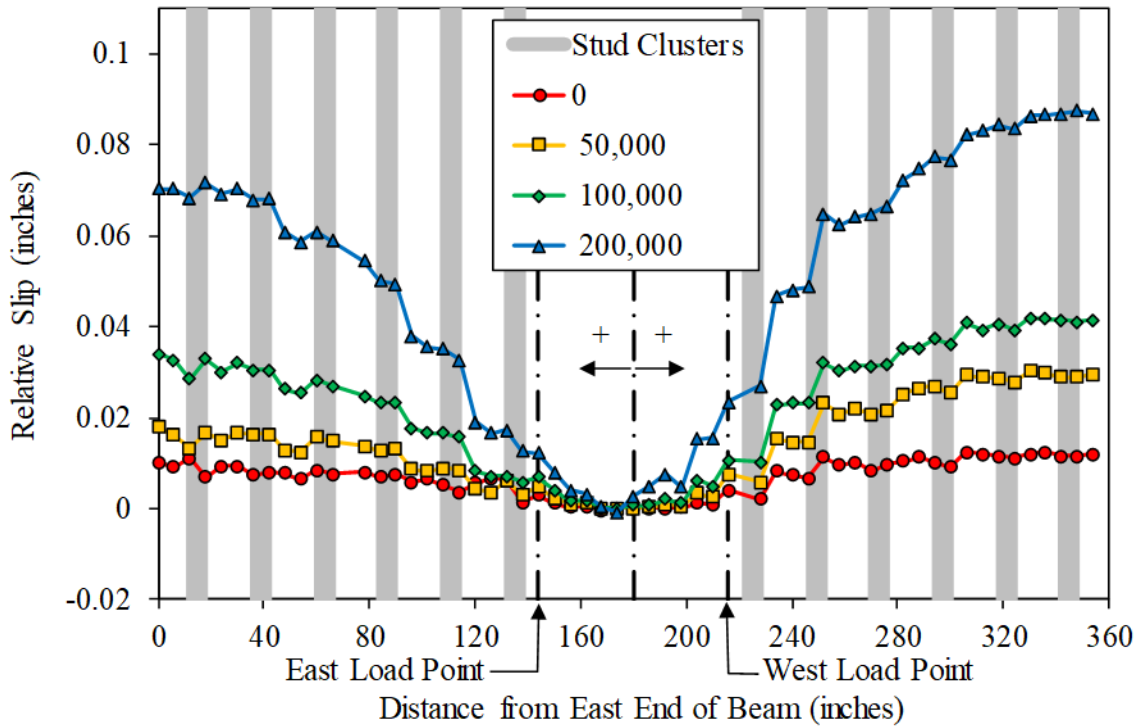 0.1
0.08
0.06
0.04
0.02
0
-0.02
Relative Slip (inches)
Stud Clusters
0
50,000
100,000
200,000
+ +
0 40 80 120 160 200 240 280 320 360
East Load Point West Load Point
Distance from East End of Beam (inches)